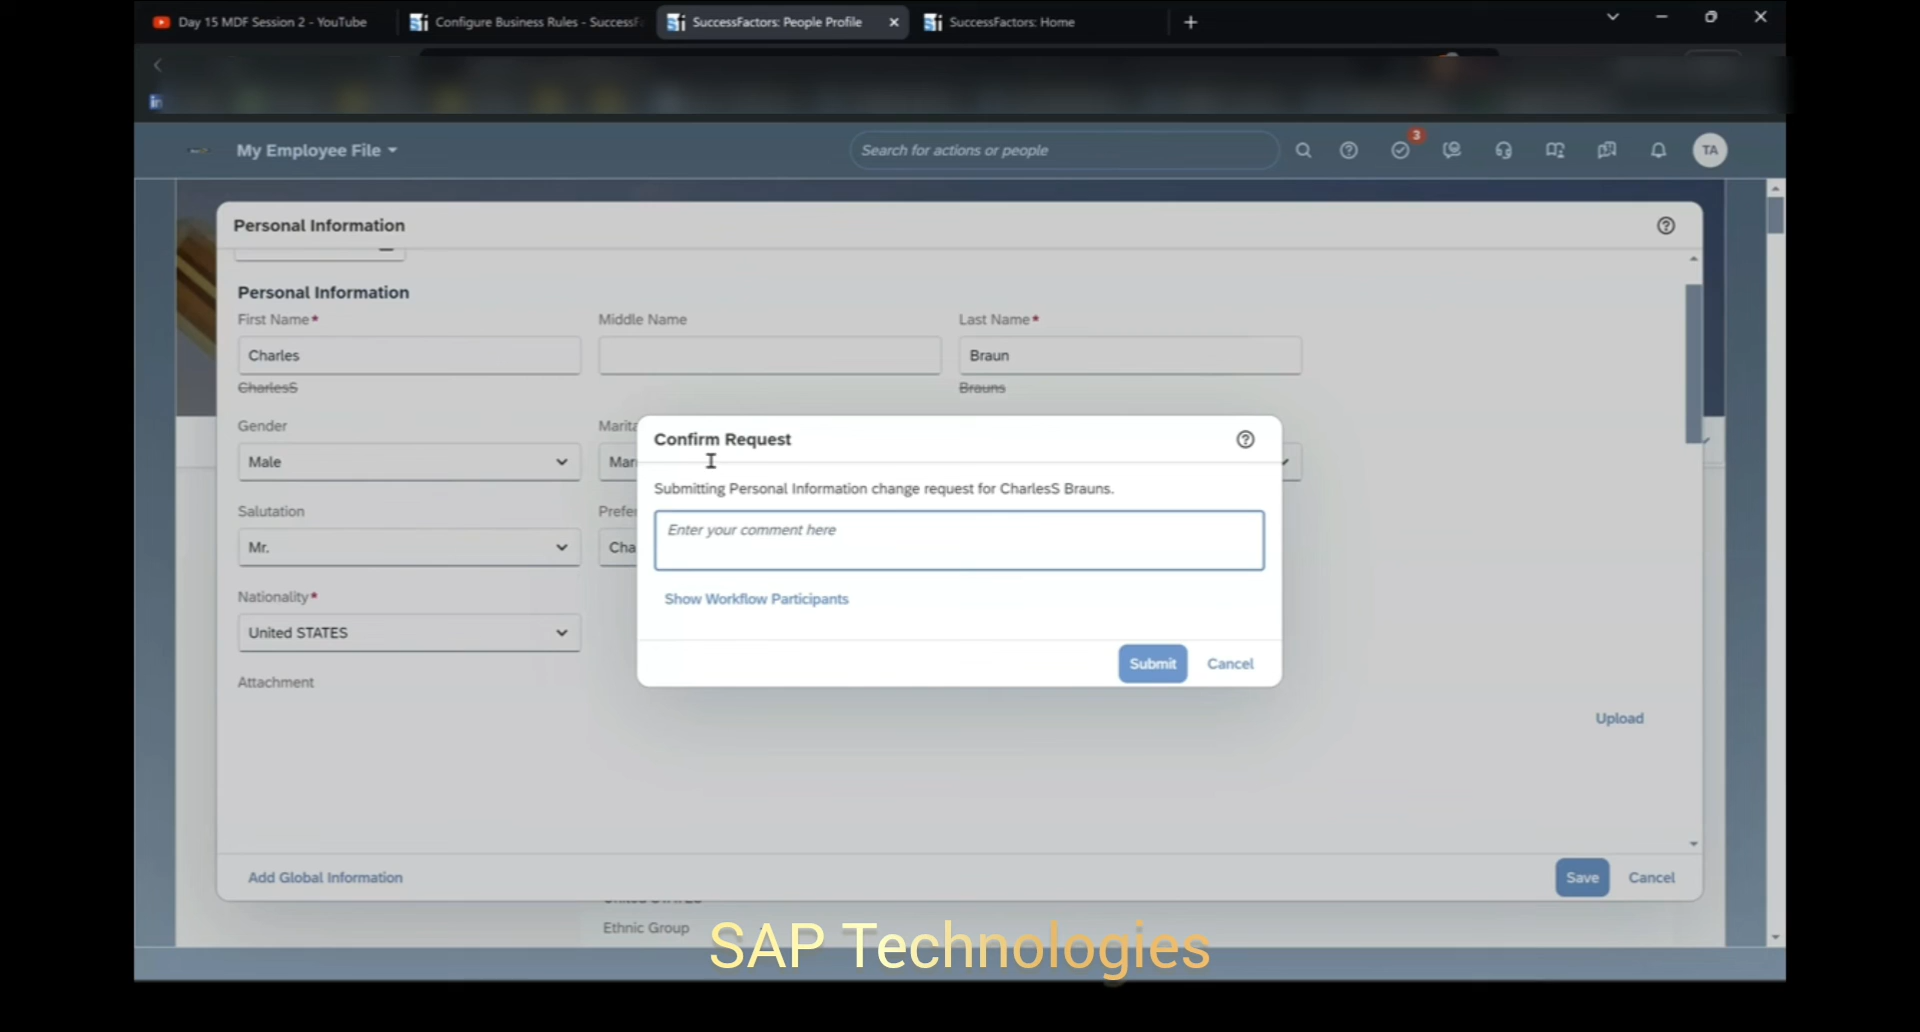 Day 15 MDF Session 2 - YouTube
Configure Business Rules - SuccessF
SuccessFactors: People Profile
SuccessFactors: Home
in
My Employee File
Search for actions or people
3
TA
Personal Information
Personal Information
First Name*
Middle Name
Last Name*
Charles
Braun
CharlesS
Brauns
Gender
Marita
Male
Mar
Confirm Request
Submitting Personal Information change request for CharlesS Brauns.
Enter your comment here
Show Workflow Participants
Submit
Cancel
Salutation
Prefer
Mr.
Cha
Nationality*
United STATES
Attachment
Upload
Add Global Information
Save
Cancel
Ethnic Group
SAP Technologies